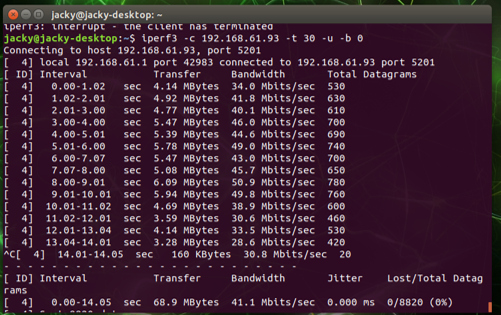 jacky@jacky-desktop: ~
iperf3: interrupt - the client has terminated
jacky@jacky-desktop:~$ iperf3 -c 192.168.61.93 -t 30 -u -b 0
Connecting to host 192.168.61.93, port 5201
[  4] local 192.168.61.1 port 42983 connected to 192.168.61.93 port 5201
[ ID] Interval           Transfer     Bandwidth       Total Datagrams
[  4]   0.00-1.02   sec  4.14 MBytes  34.0 Mbits/sec  530
[  4]   1.02-2.01   sec  4.92 MBytes  41.8 Mbits/sec  630
[  4]   2.01-3.00   sec  4.77 MBytes  40.1 Mbits/sec  610
[  4]   3.00-4.00   sec  5.47 MBytes  46.0 Mbits/sec  700
[  4]   4.00-5.01   sec  5.39 MBytes  44.6 Mbits/sec  690
[  4]   5.01-6.00   sec  5.78 MBytes  49.0 Mbits/sec  740
[  4]   6.00-7.07   sec  5.47 MBytes  43.0 Mbits/sec  700
[  4]   7.07-8.00   sec  5.08 MBytes  45.7 Mbits/sec  650
[  4]   8.00-9.01   sec  6.09 MBytes  50.9 Mbits/sec  780
[  4]   9.01-10.01  sec  5.94 MBytes  49.8 Mbits/sec  760
[  4]  10.01-11.02  sec  4.69 MBytes  38.9 Mbits/sec  600
[  4]  11.02-12.01  sec  3.59 MBytes  30.6 Mbits/sec  460
[  4]  12.01-13.04  sec  4.14 MBytes  33.5 Mbits/sec  530
[  4]  13.04-14.01  sec  3.28 MBytes  28.6 Mbits/sec  420
^C[  4]  14.01-14.05  sec   160 KBytes  30.8 Mbits/sec  20
- - - - - - - - - - - - - - - - - - - - - - - - -
[ ID] Interval           Transfer     Bandwidth       Jitter    Lost/Total Datag
rams
[  4]   0.00-14.05  sec  68.9 MBytes  41.1 Mbits/sec  0.000 ms  0/8820 (0%)